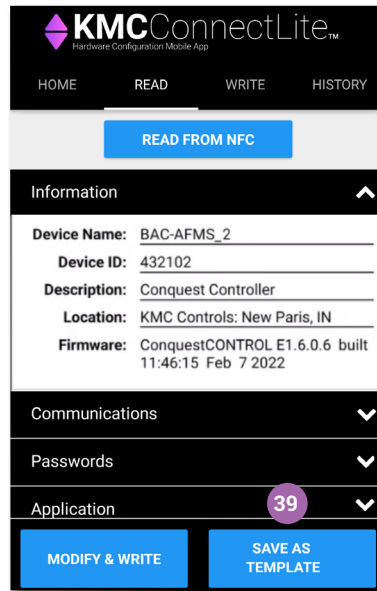 KMCConnectLite™
Hardware Configuration Mobile App
HOME READ WRITE HISTORY
READ FROM NFC
Information
Device Name: BAC-AFMS_2
Device ID: 432102
Description: Conquest Controller
Location: KMC Controls: New Paris, IN
Firmware: ConquestCONTROL E1.6.0.6 built
11:46:15 Feb 7 2022
Communications
Passwords
Application
39
MODIFY & WRITE
SAVE AS
TEMPLATE